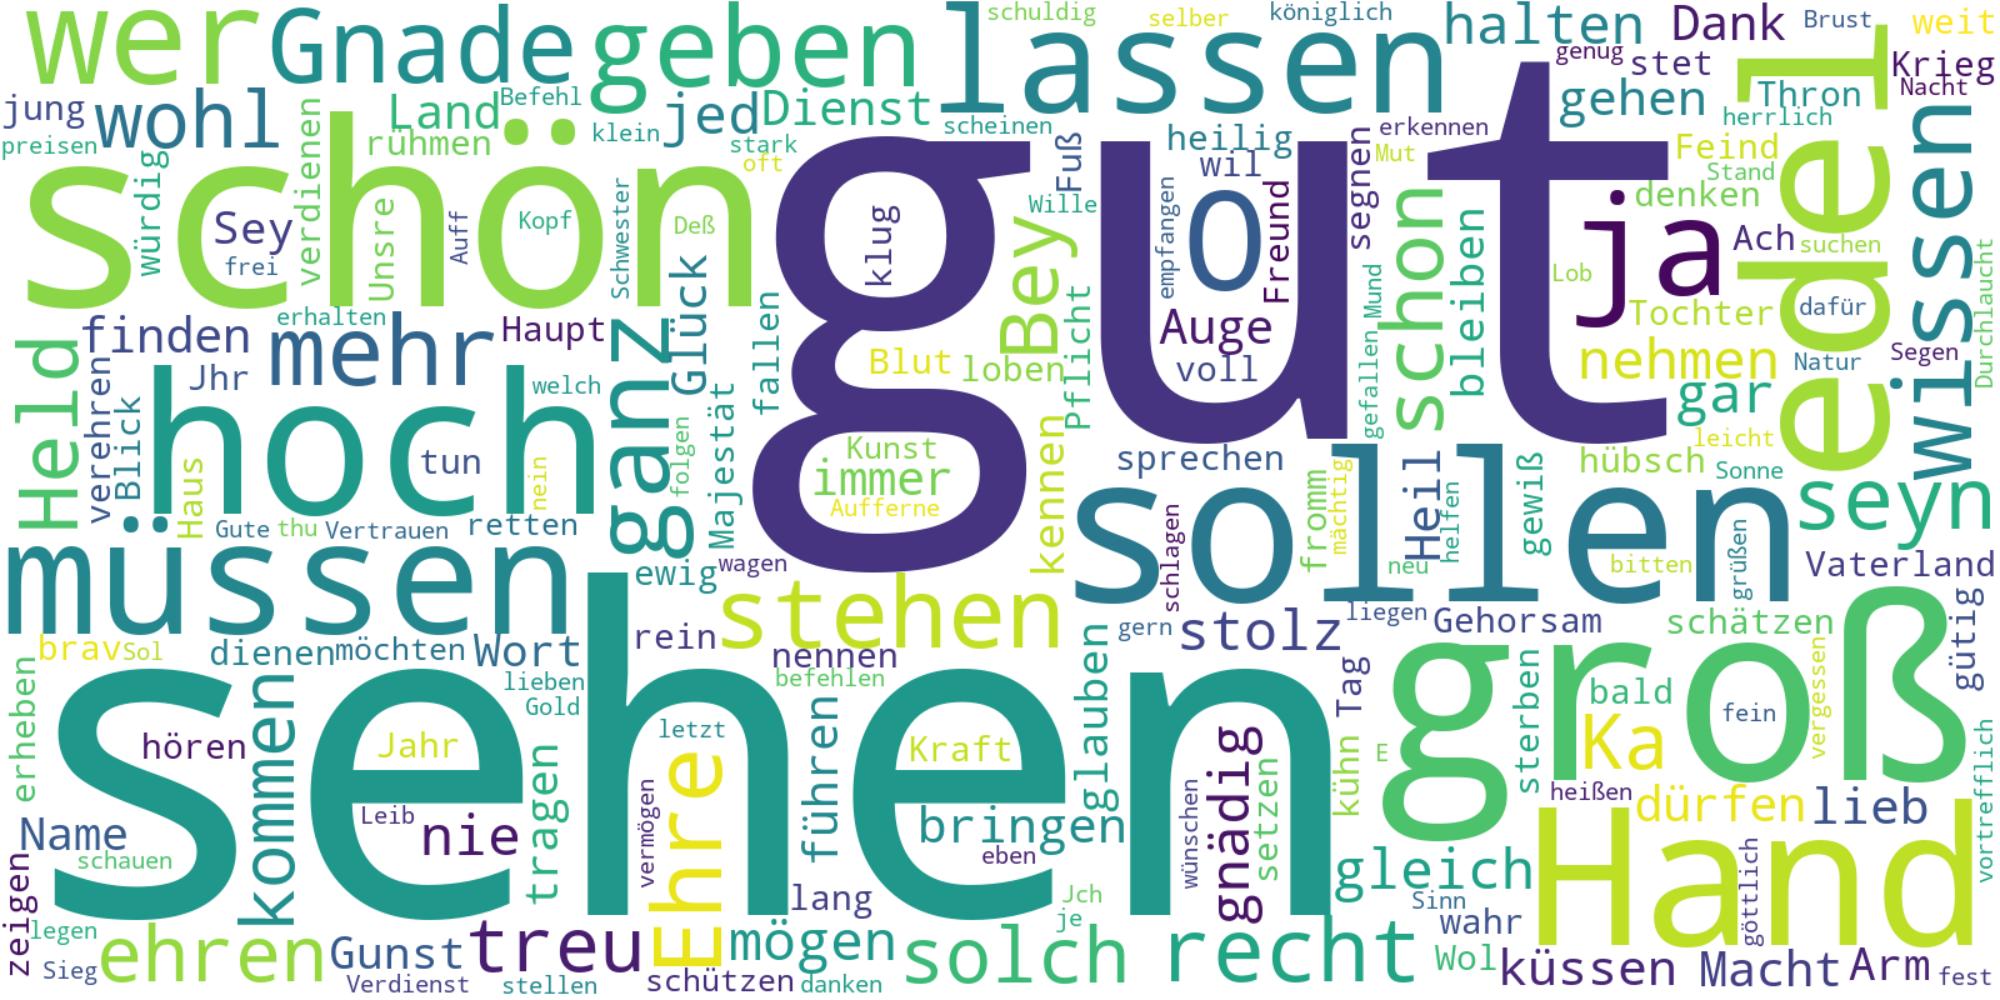 wer
Gnade
geben
lassen
schuldig
selber
königlich
halten
Dank
Brust
weit
jung
wohl
Land
Befehl
jed
Dienst
genug
stet
Krieg
Nacht
gehen
Thron
edel
preisen
rühmen
klein
stark
scheinen
Fuß
heilig
erkennen
herrlich
wissen
schön
verdienen
würdig
oft
gut
wil
Mut
Feind
Stand
Sey
Unsre
Auff
Kopf
Schwester
Deß
klug
Wille
empfangen
o
Freund
segnen
schon
denken
ja
Ach
suchen
frei
Glück
Bey
bleiben
Lob
Durchlaucht
erhalten
finden
mehr
Haupt
ganz
fallen
Pflicht
Auge
Mund
Tochter
dafür
Held
verehren
Jhr
Blick
hoch
welch
Blut
loben
voll
gefallen
nehmen
Natur
Segen
gar
Haus
tun
nein
folgen
Majestät
Kunst
immer
Aufferne
kennen
sprechen
leicht
hübsch
Sonne
Gute
thu
Vertrauen
retten
sollen
fromm
mächtig
Heil
helfen
gewiß
seyn
müssen
ewig
wagen
schlagen
neu
bitten
grüßen
Vaterland
brav
Sol
dienen
möchten
Wort
rein
stehen
nennen
befehlen
gern
stolz
liegen
Gehorsam
schätzen
gütig
erheben
sehen
kommen
lieben
Gold
führen
glauben
Tag
groß
sterben
bald
vergessen
hören
Jahr
letzt
Ehre
Kraft
gnädig
setzen
kühn
E
Ka
fein
vortrefflich
Name
schauen
Leib
nie
tragen
vermögen
bringen
eben
wünschen
heißen
dürfen
lieb
Hand
göttlich
zeigen
legen
Sieg
ehren
Gunst
Verdienst
treu
stellen
lang
mögen
schützen
danken
Jch
je
solch
recht
gleich
Sinn
wahr
Wol
küssen
Macht
Arm
fest